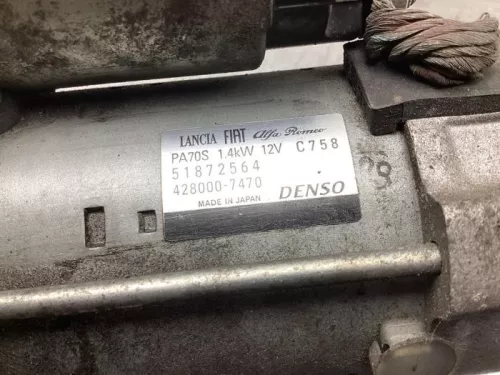 LANCIA FIAT Alfa Romeo
PA70S 1.4kW 12V C758
51872564
428000-7470
MADE IN JAPAN DENSO